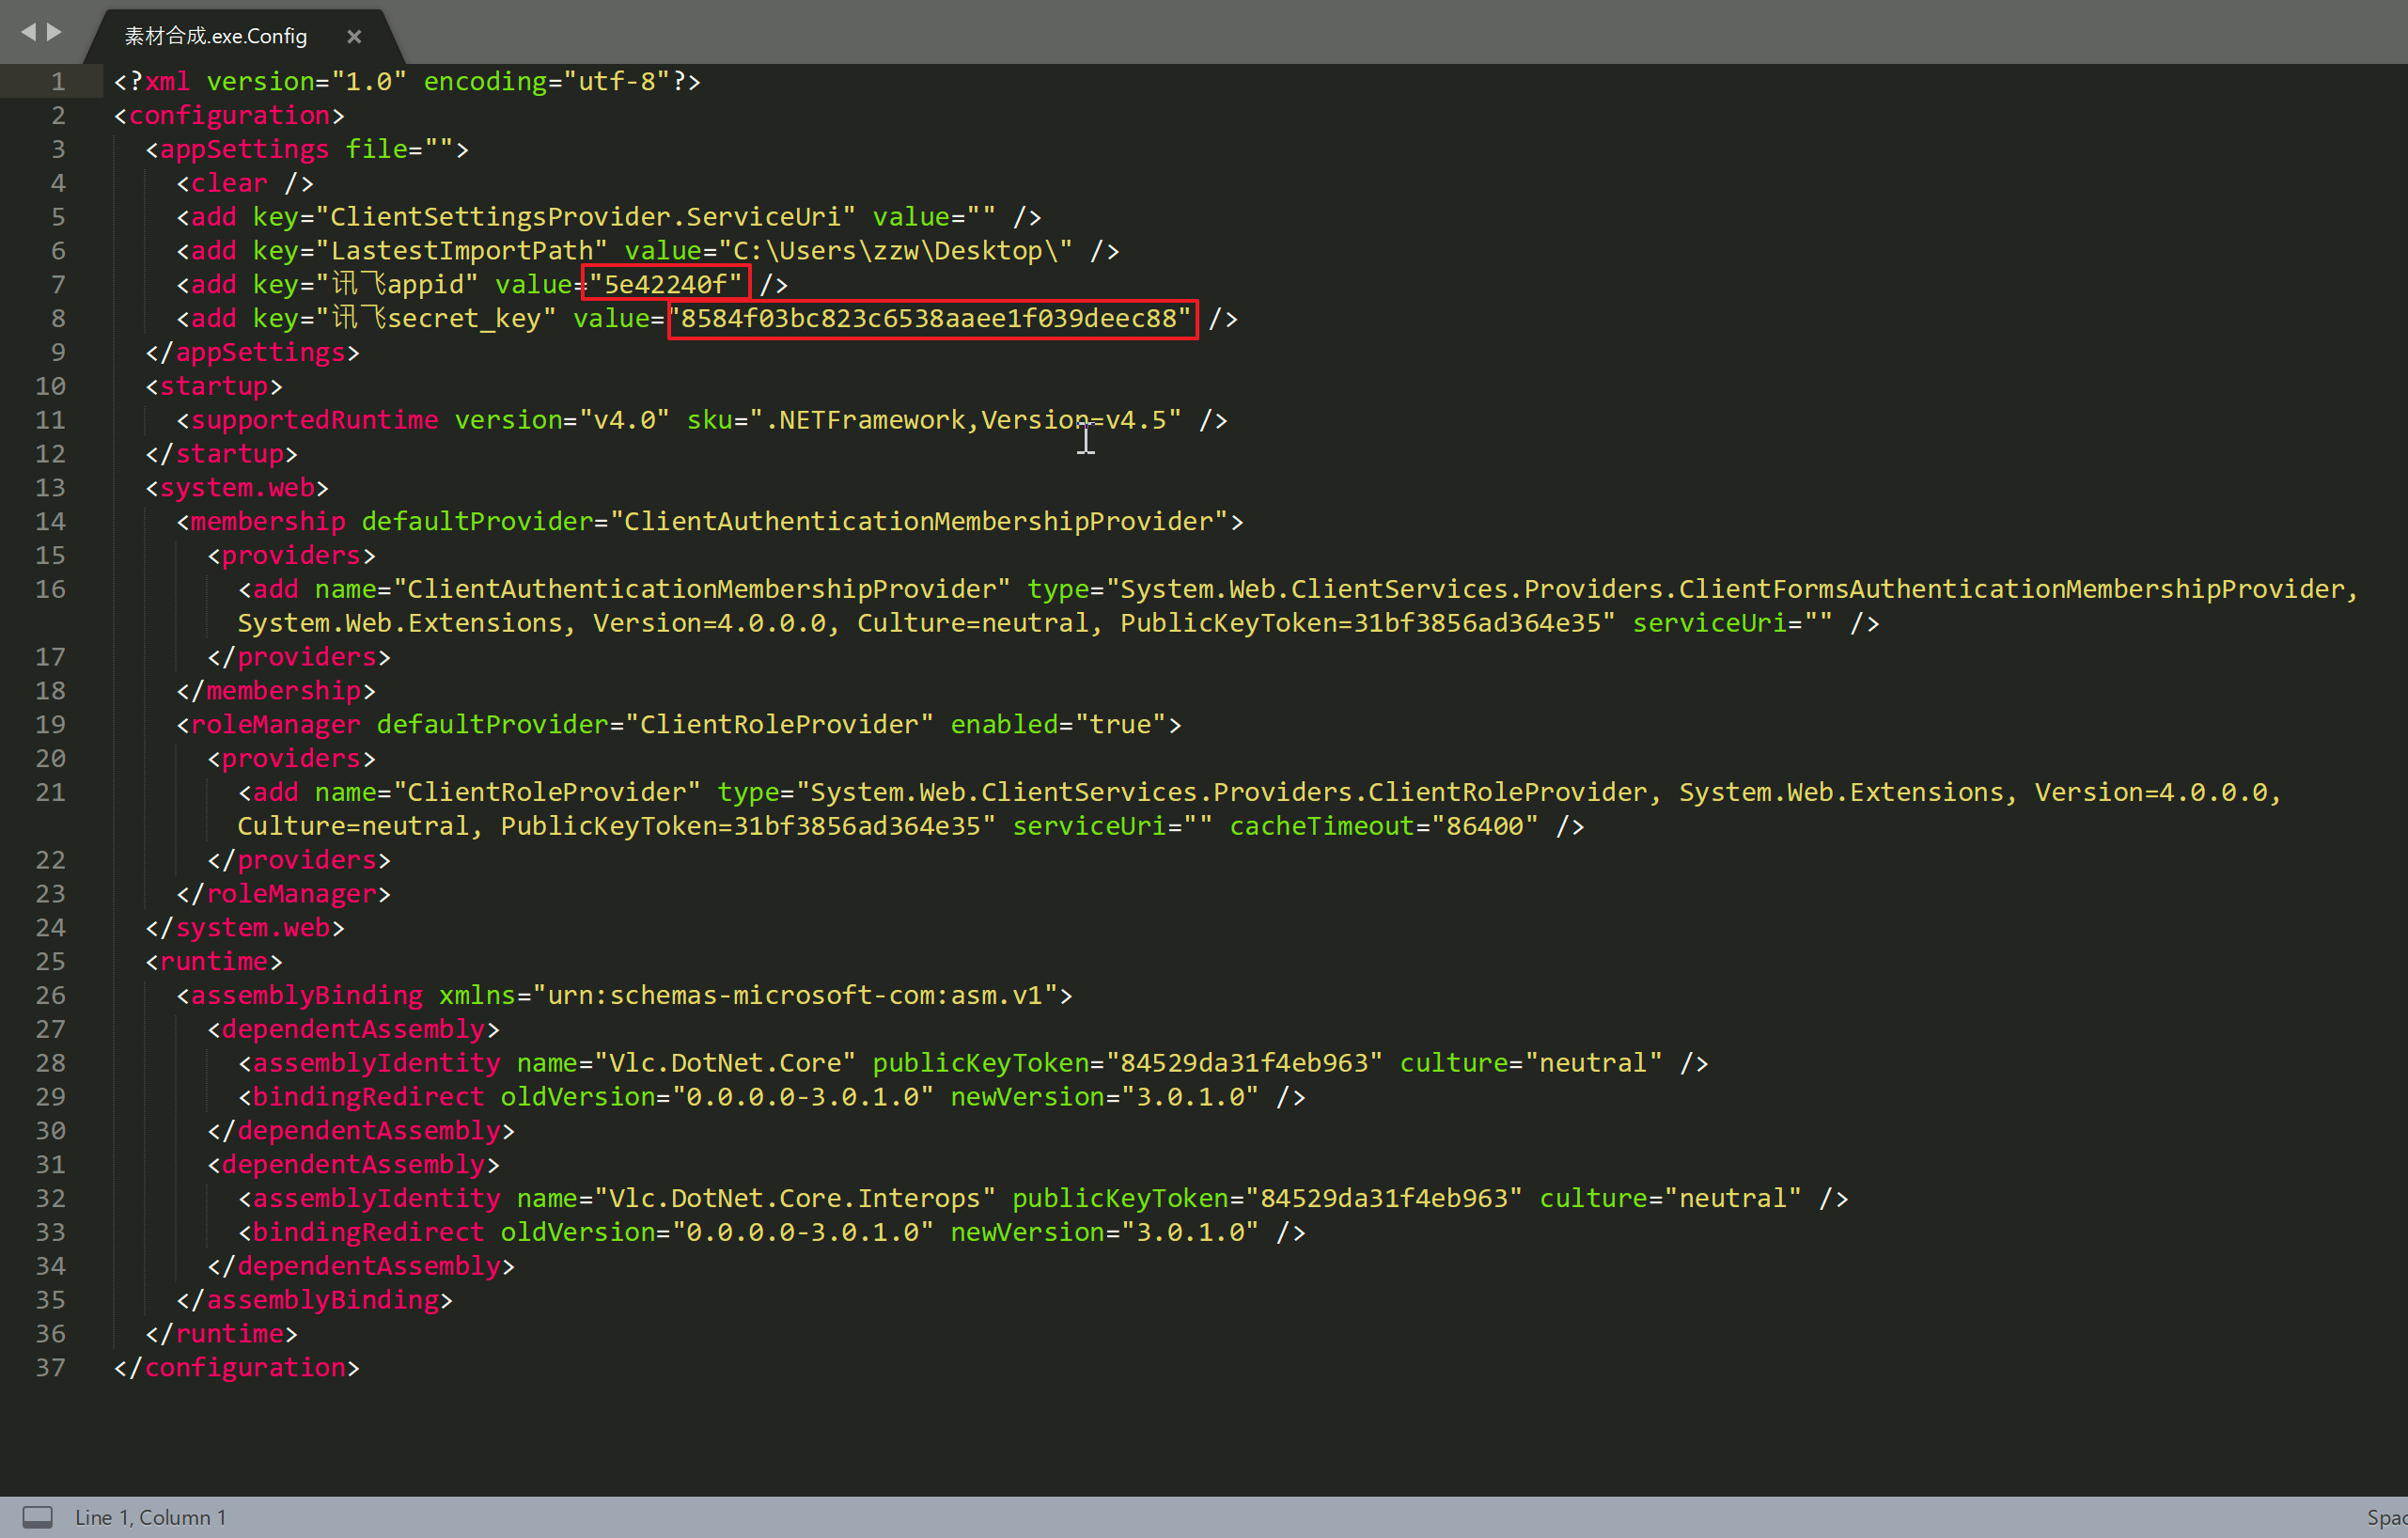 素材合成.exe.Config ×
1 <?xml version="1.0" encoding="utf-8"?>
2 <configuration>
3 <appSettings file="">
4 <clear />
5 <add key="ClientSettingsProvider.ServiceUri" value="" />
6 <add key="LastestImportPath" value="C:\Users\zzw\Desktop\" />
7 <add key="讯飞appid" value="5e42240f" />
8 <add key="讯飞secret_key" value="8584f03bc823c6538aaee1f039deec88" />
9 </appSettings>
10 <startup>
11 <supportedRuntime version="v4.0" sku=".NETFramework,Version=v4.5" />
12 </startup>
13 <system.web>
14 <membership defaultProvider="ClientAuthenticationMembershipProvider">
15 <providers>
16 <add name="ClientAuthenticationMembershipProvider" type="System.Web.ClientServices.Providers.ClientFormsAuthenticationMembershipProvider,
System.Web.Extensions, Version=4.0.0.0, Culture=neutral, PublicKeyToken=31bf3856ad364e35" serviceUri="" />
17 </providers>
18 </membership>
19 <roleManager defaultProvider="ClientRoleProvider" enabled="true">
20 <providers>
21 <add name="ClientRoleProvider" type="System.Web.ClientServices.Providers.ClientRoleProvider, System.Web.Extensions, Version=4.0.0.0,
Culture=neutral, PublicKeyToken=31bf3856ad364e35" serviceUri="" cacheTimeout="86400" />
22 </providers>
23 </roleManager>
24 </system.web>
25 <runtime>
26 <assemblyBinding xmlns="urn:schemas-microsoft-com:asm.v1">
27 <dependentAssembly>
28 <assemblyIdentity name="Vlc.DotNet.Core" publicKeyToken="84529da31f4eb963" culture="neutral" />
29 <bindingRedirect oldVersion="0.0.0.0-3.0.1.0" newVersion="3.0.1.0" />
30 </dependentAssembly>
31 <dependentAssembly>
32 <assemblyIdentity name="Vlc.DotNet.Core.Interops" publicKeyToken="84529da31f4eb963" culture="neutral" />
33 <bindingRedirect oldVersion="0.0.0.0-3.0.1.0" newVersion="3.0.1.0" />
34 </dependentAssembly>
35 </assemblyBinding>
36 </runtime>
37 </configuration>
Line 1, Column 1